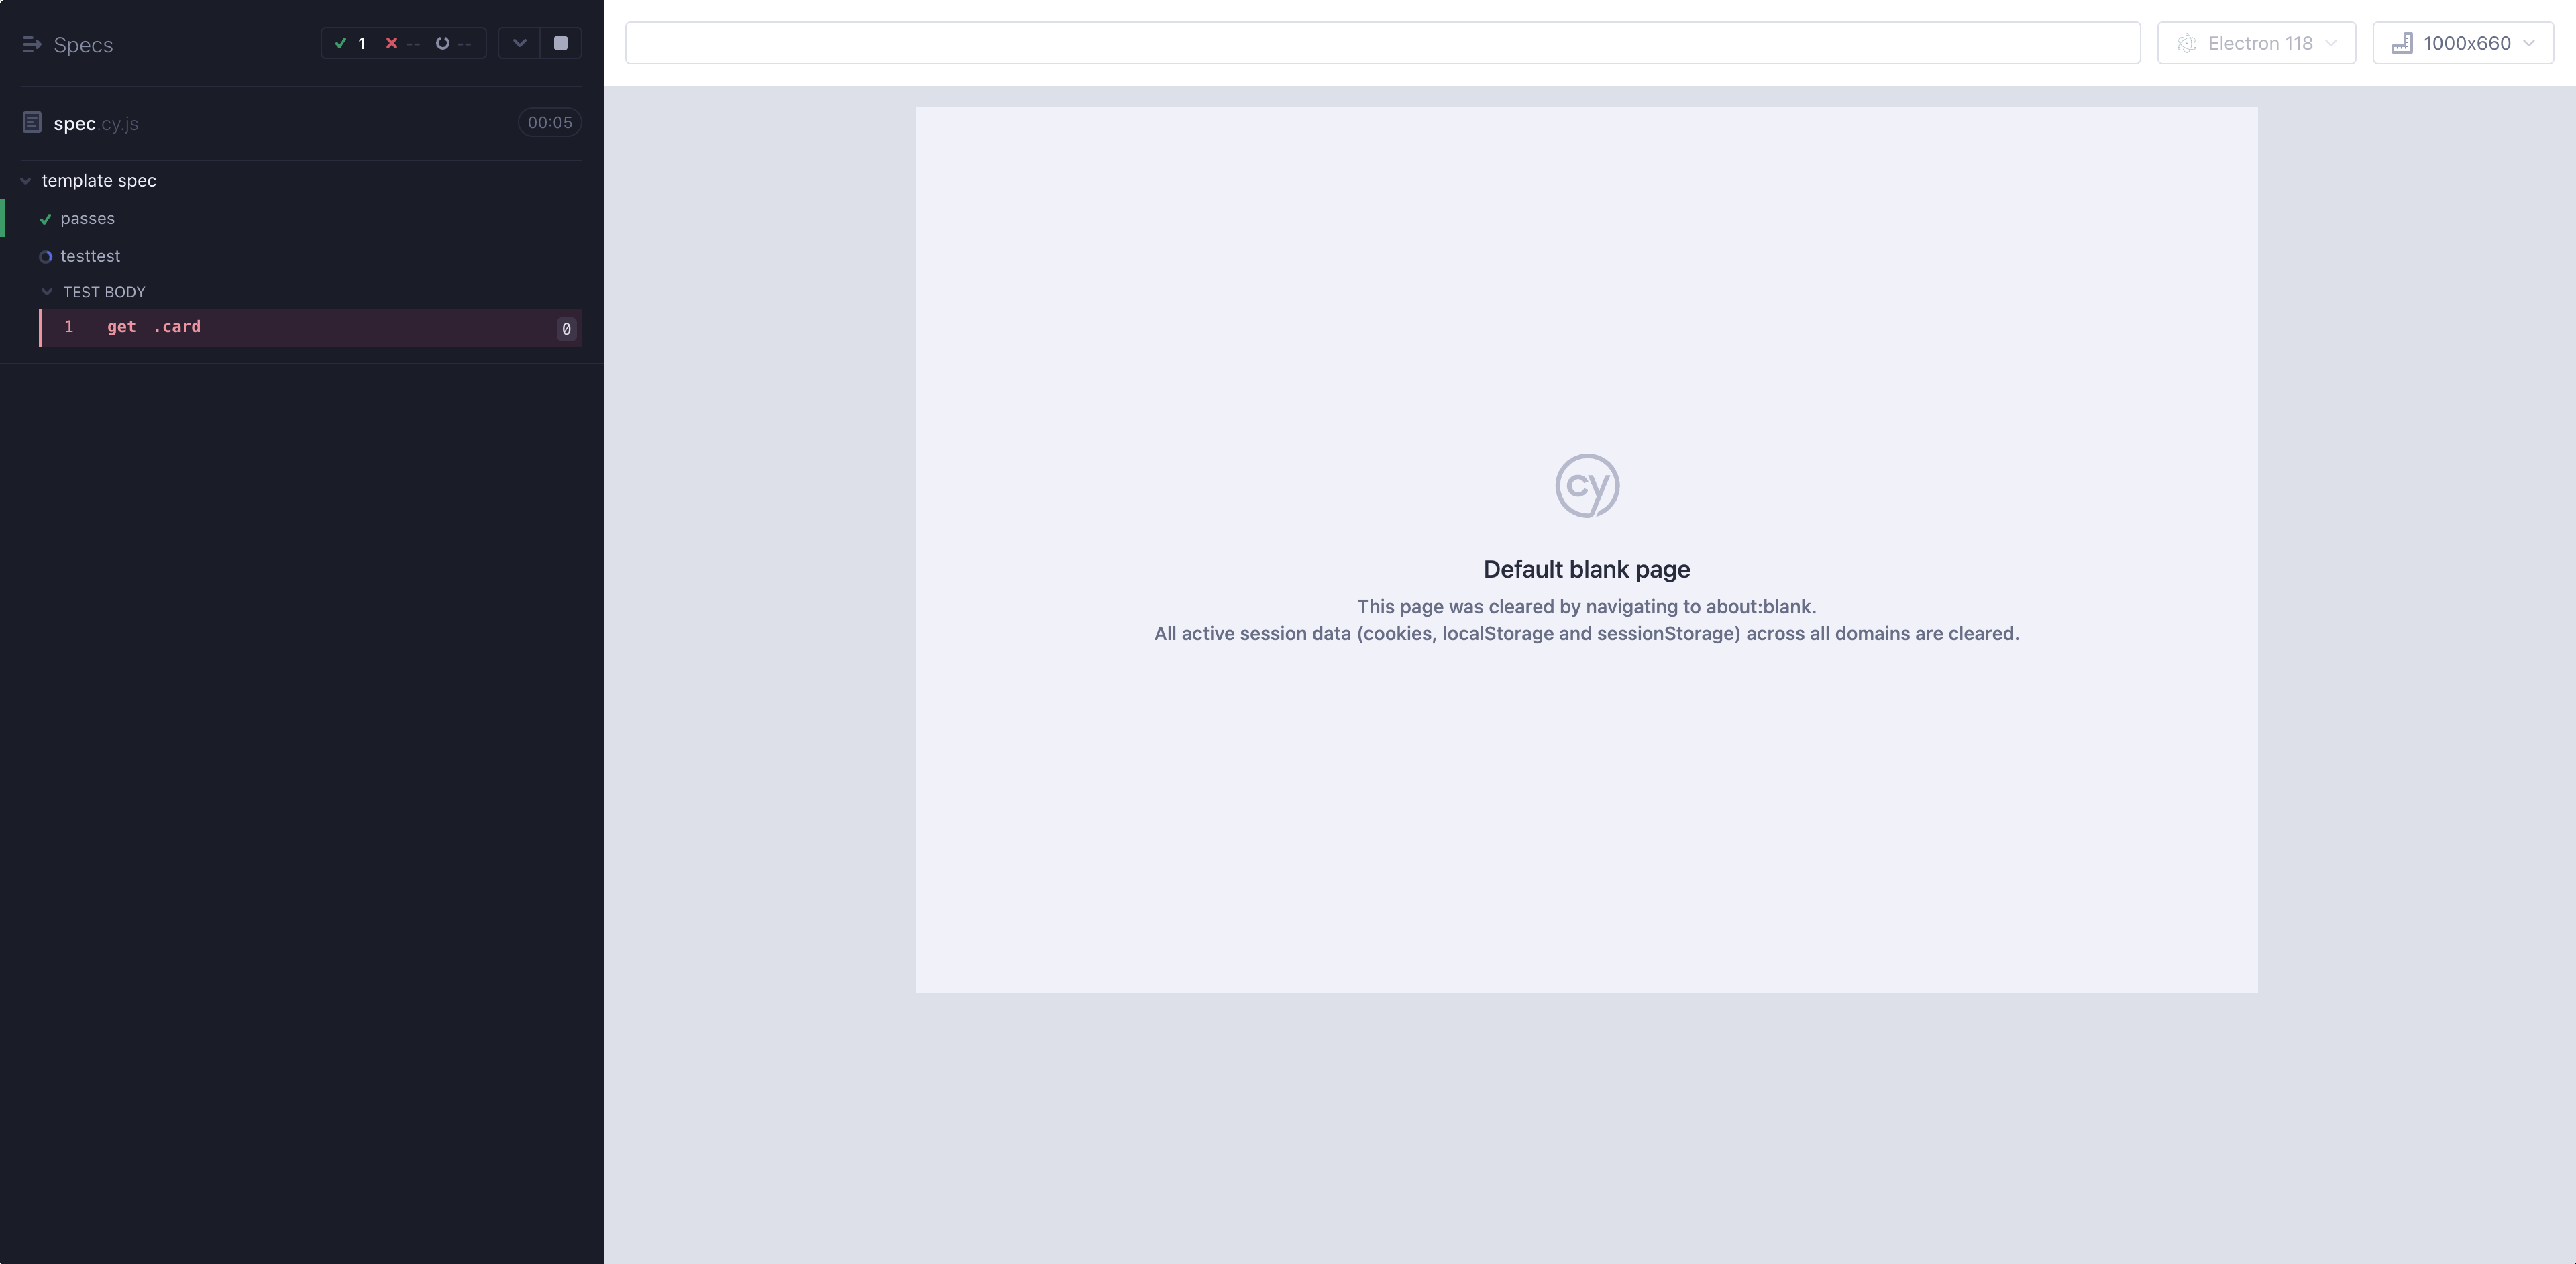 Specs
1 -- --
spec.cy.js
00:05
template spec
passes
testtest
TEST BODY
1 get .card
0
Electron 118
1000x660
cy
Default blank page
This page was cleared by navigating to about:blank.
All active session data (cookies, localStorage and sessionStorage) across all domains are cleared.